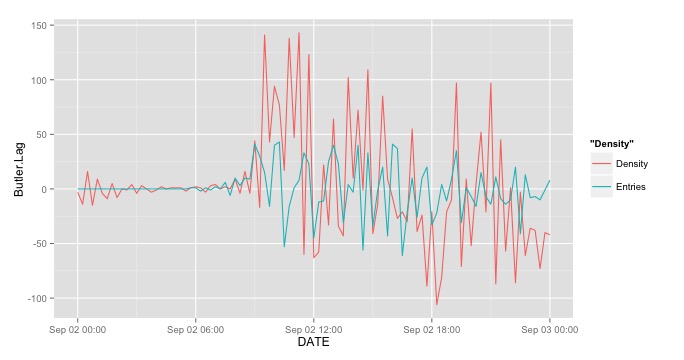 150
100
50
0
-50
-100
Butler.Lag
Sep 02 00:00
Sep 02 06:00
Sep 02 12:00
Sep 02 18:00
Sep 03 00:00
DATE
"Density"
Density
Entries